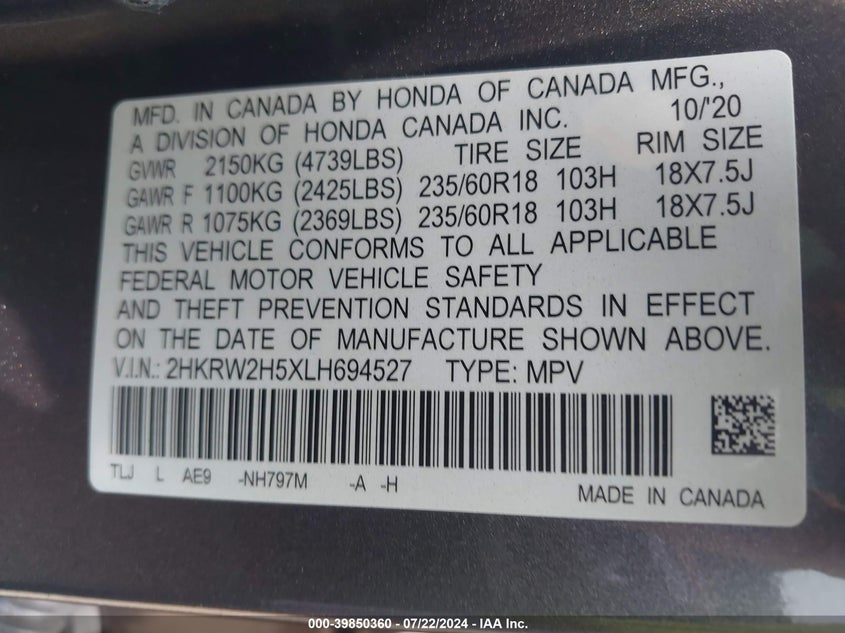 MFD. IN CANADA BY HONDA OF CANADA MFG.,
A DIVISION OF HONDA CANADA INC. 10/'20
GVWR 2150KG (4739LBS) TIRE SIZE RIM SIZE
GAWR F 1100KG (2425LBS) 235/60R18 103H 18X7.5J
GAWR R 1075KG (2369LBS) 235/60R18 103H 18X7.5J
THIS VEHICLE CONFORMS TO ALL APPLICABLE
FEDERAL MOTOR VEHICLE SAFETY
AND THEFT PREVENTION STANDARDS IN EFFECT
ON THE DATE OF MANUFACTURE SHOWN ABOVE.
V.I.N.: 2HKRW2H5XLH694527 TYPE: MPV
TLJ L AE9 -NH797M -A -H
MADE IN CANADA
000-39850360 - 07/22/2024 - IAA Inc.